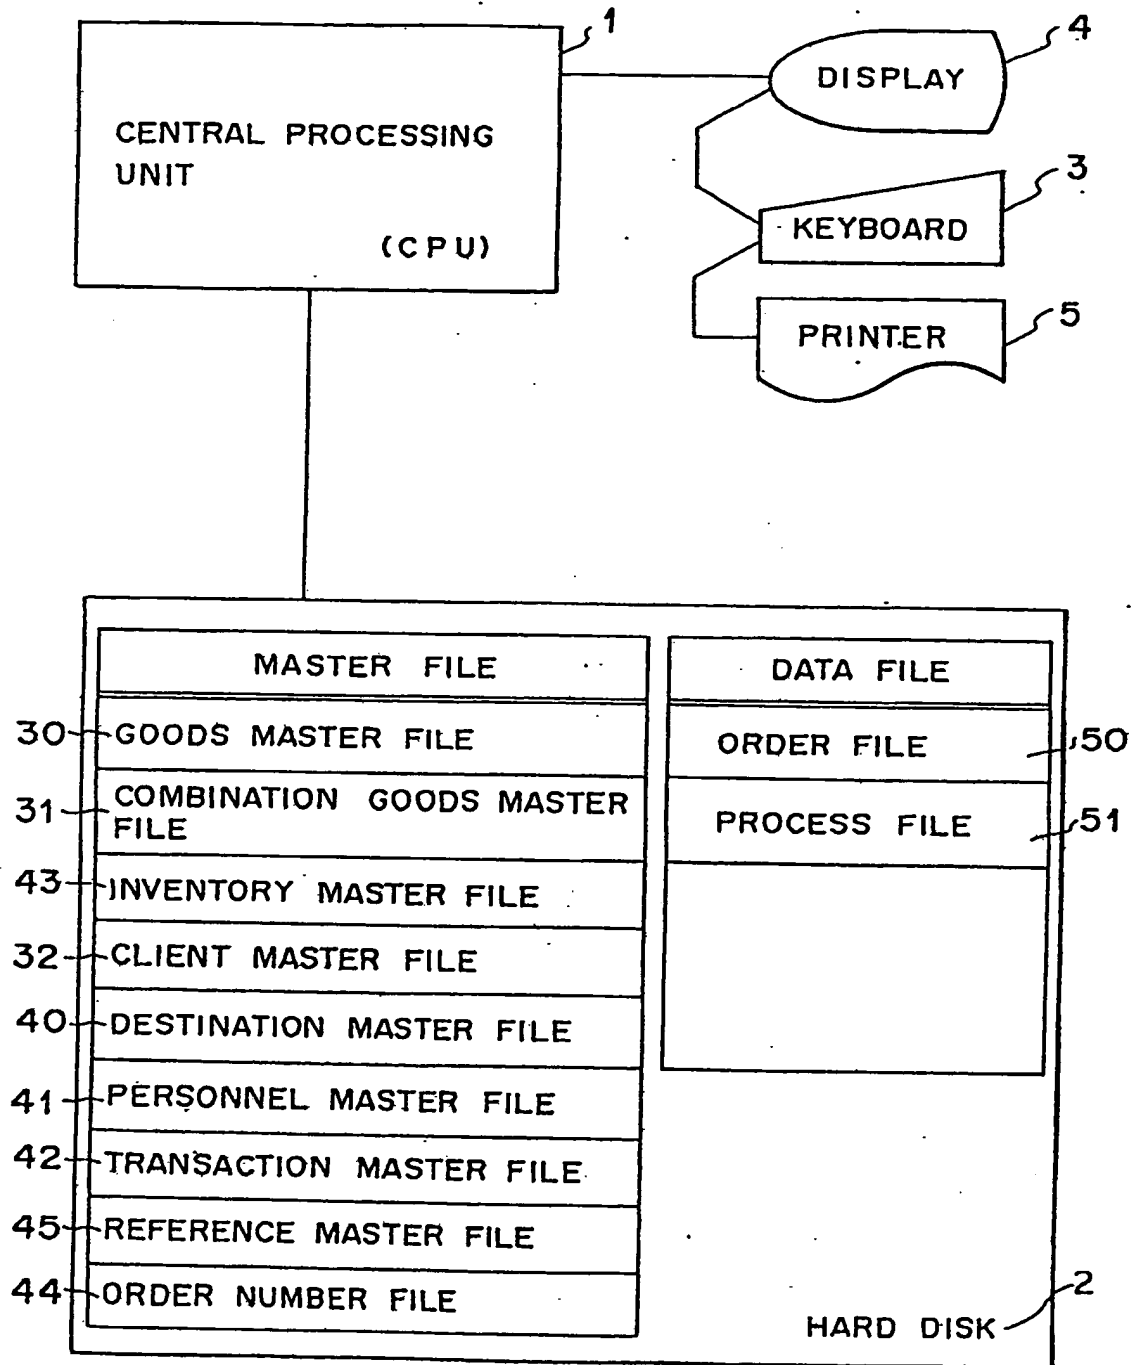 1
CENTRAL PROCESSING
UNIT
(CPU)
DISPLAY
4
KEYBOARD
3
PRINTER
5
MASTER FILE
30
GOODS MASTER FILE
31
COMBINATION GOODS MASTER
FILE
43
INVENTORY MASTER FILE
32
CLIENT MASTER FILE
40
DESTINATION MASTER FILE
41
PERSONNEL MASTER FILE
42
TRANSACTION MASTER FILE
45
REFERENCE MASTER FILE
44
ORDER NUMBER FILE
DATA FILE
ORDER FILE
50
PROCESS FILE
51
HARD DISK
2